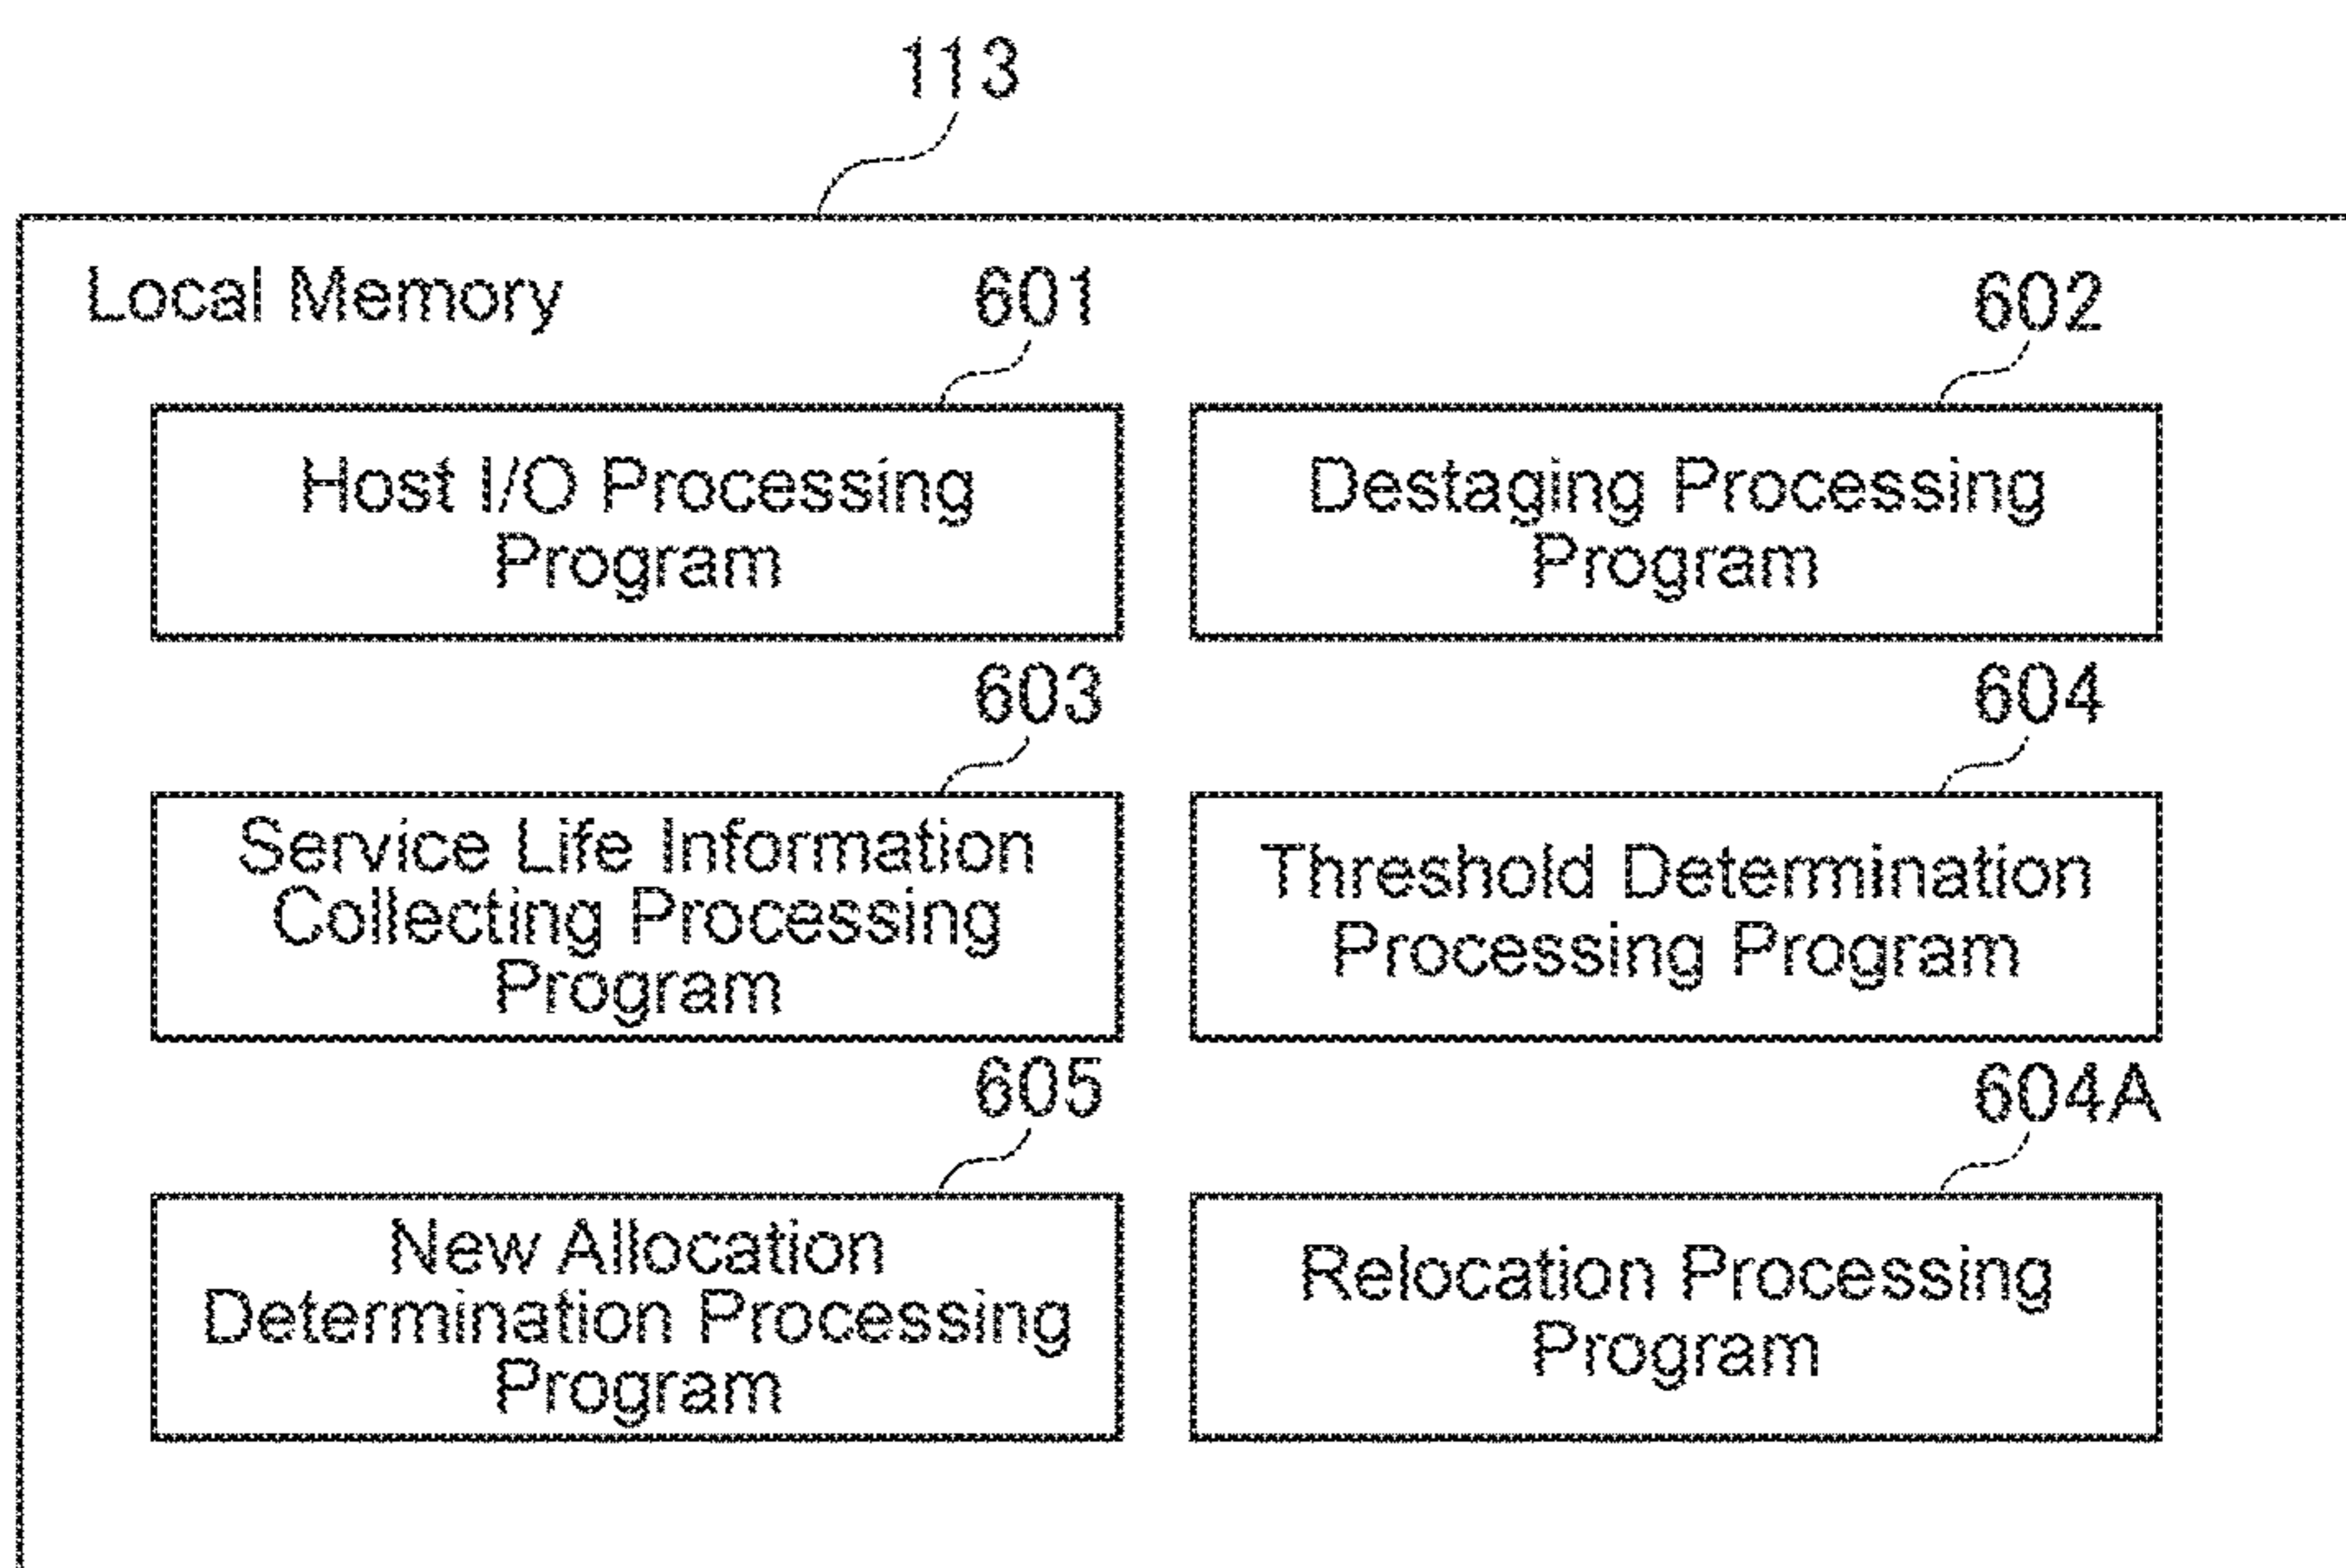 113
Local Memory
601
602
Host I/O Processing
Program
Destaging Processing
Program
603
604
Service Life Information
Collecting Processing
Program
Threshold Determination
Processing Program
605
604A
New Allocation
Determination Processing
Program
Relocation Processing
Program